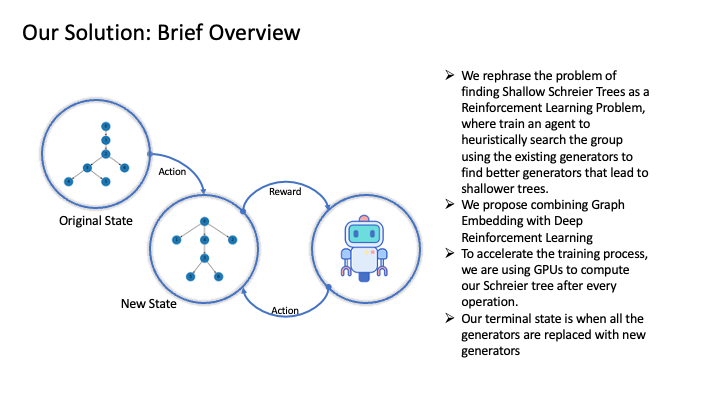 Our Solution: Brief Overview
Action
Original State
Reward
New State
Action
➢ We rephrase the problem of
finding Shallow Schreier Trees as a
Reinforcement Learning Problem,
where train an agent to
heuristically search the group
using the existing generators to
find better generators that lead to
shallower trees.
➢ We propose combining Graph
Embedding with Deep
Reinforcement Learning
➢ To accelerate the training process,
we are using GPUs to compute
our Schreier tree after every
operation.
➢ Our terminal state is when all the
generators are replaced with new
generators